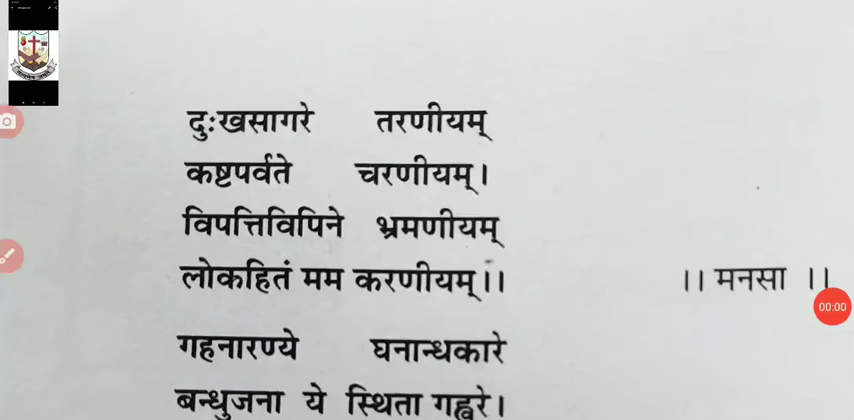 दुःखसागरे तरणीयम्
कष्टपर्वते चरणीयम्।
विपत्तिविपिने भ्रमणीयम्
लोकहितं मम करणीयम्।। ।। मनसा ।।
00:00
गहनारण्ये घनान्धकारे
बन्धुजना ये स्थिता गह्वरे।